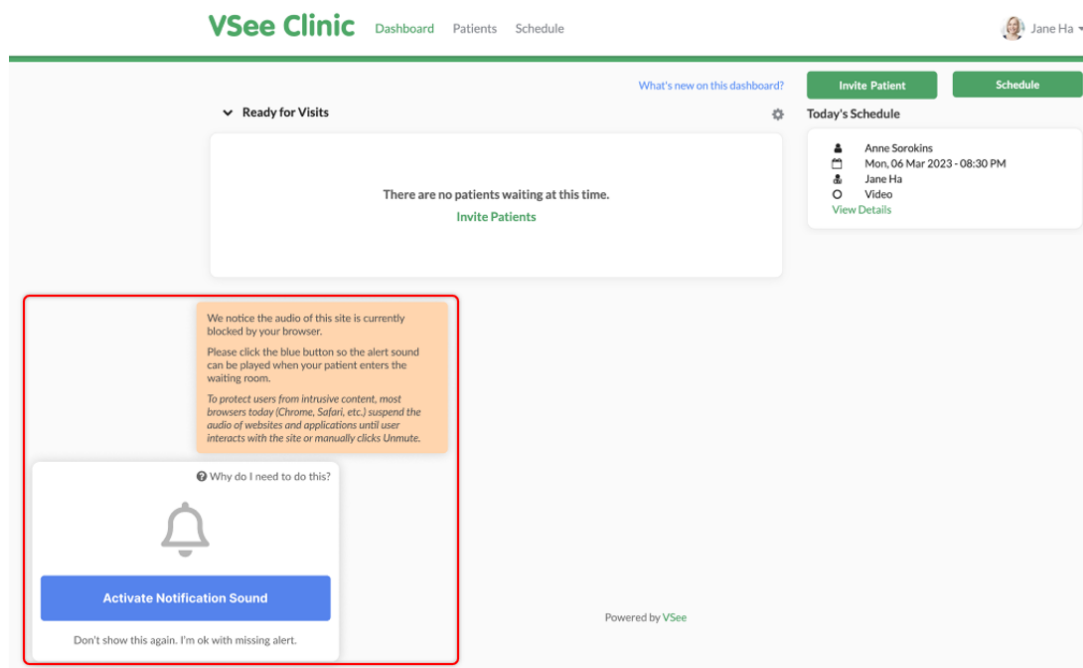 VSee Clinic Dashboard Patients Schedule Jane Ha
What's new on this dashboard?
Invite Patient
Schedule
Ready for Visits
Today's Schedule
There are no patients waiting at this time.
Invite Patients
Anne Sorokins
Mon, 06 Mar 2023 - 08:30 PM
Jane Ha
Video
View Details
We notice the audio of this site is currently
blocked by your browser.
Please click the blue button so the alert sound
can be played when your patient enters the
waiting room.
To protect users from intrusive content, most
browsers today (Chrome, Safari, etc.) suspend the
audio of websites and applications until user
interacts with the site or manually clicks Unmute.
Why do I need to do this?
Activate Notification Sound
Don't show this again. I'm ok with missing alert.
Powered by VSee